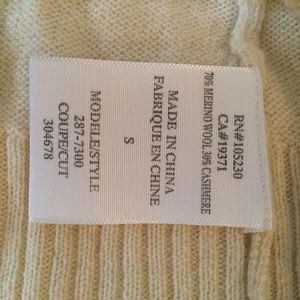 RN#105230
CA#19371
70% MERINO WOOL 30% CASHMERE
MADE IN CHINA
FABRIQUE EN CHINE
S
MODELE/STYLE
287-7300
COUPE/CUT
304678